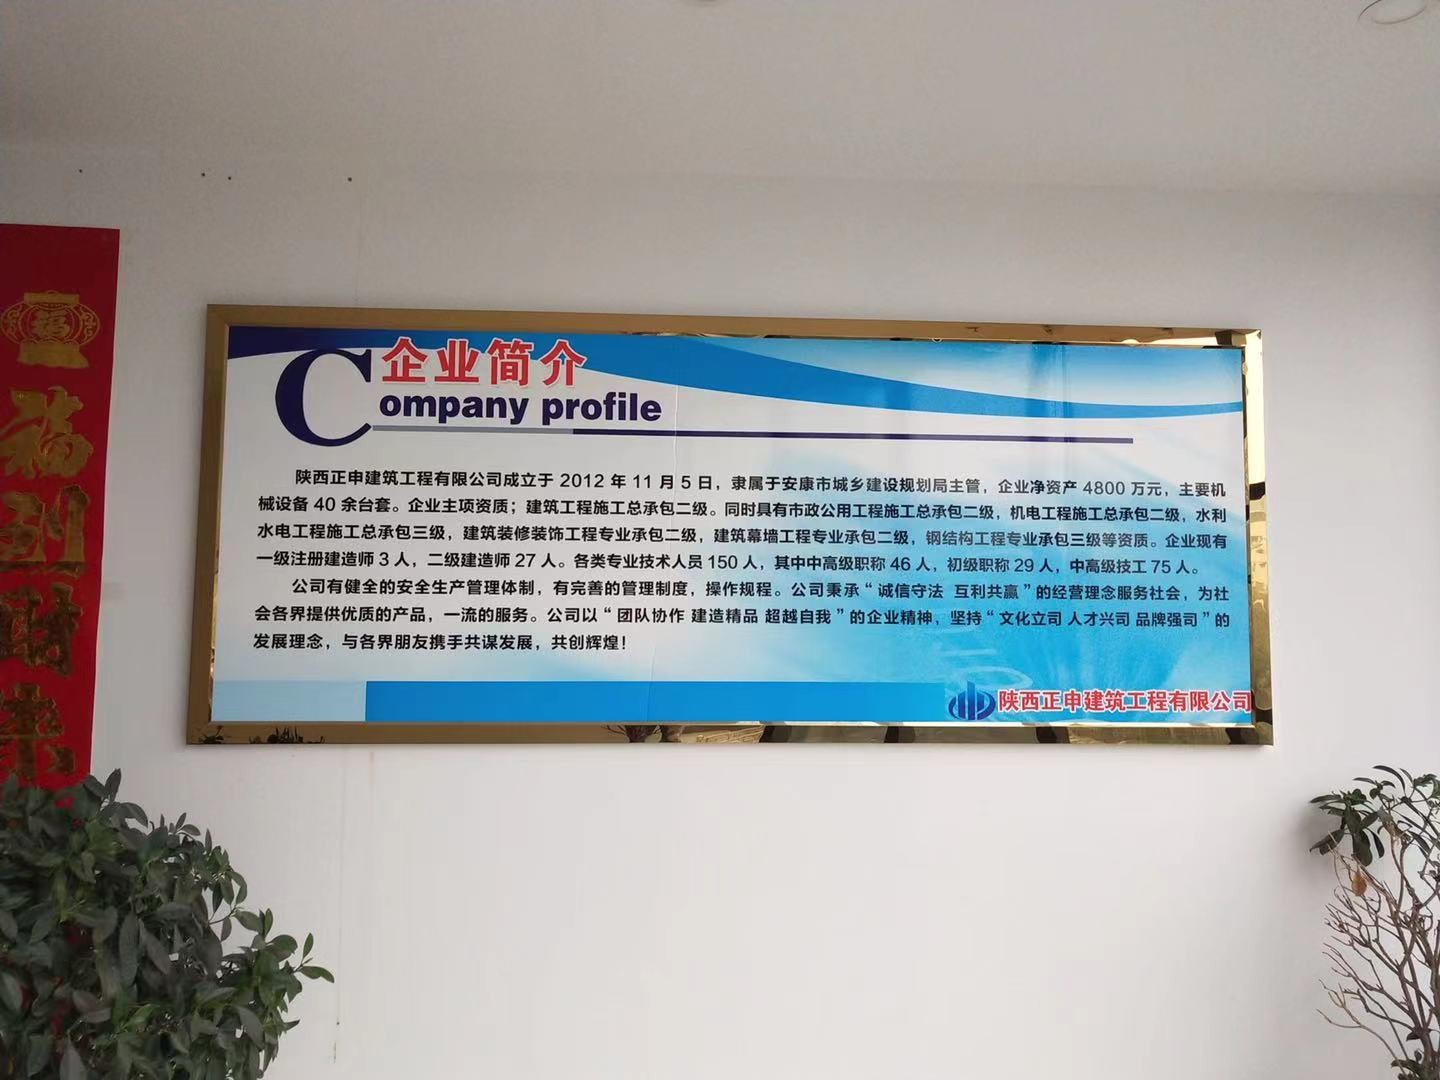 福
福到财来
企业简介
Company profile
陕西正申建筑工程有限公司成立于 2012 年 11 月 5 日，隶属于安康市城乡建设规划局主管，企业净资产 4800 万元，主要机
械设备 40 余台套。企业主项资质；建筑工程施工总承包二级。同时具有市政公用工程施工总承包二级，机电工程施工总承包二级，水利
水电工程施工总承包三级，建筑装修装饰工程专业承包二级，建筑幕墙工程专业承包二级，钢结构工程专业承包三级等资质。企业现有
一级注册建造师 3 人，二级建造师 27 人。各类专业技术人员 150 人，其中中高级职称 46 人，初级职称 29 人，中高级技工 75 人。
公司有健全的安全生产管理体制，有完善的管理制度，操作规程。公司秉承“诚信守法 互利共赢”的经营理念服务社会，为社
会各界提供优质的产品，一流的服务。公司以“团队协作 建造精品 超越自我”的企业精神，坚持“文化立司 人才兴司 品牌强司”的
发展理念，与各界朋友携手共谋发展，共创辉煌！
陕西正申建筑工程有限公司